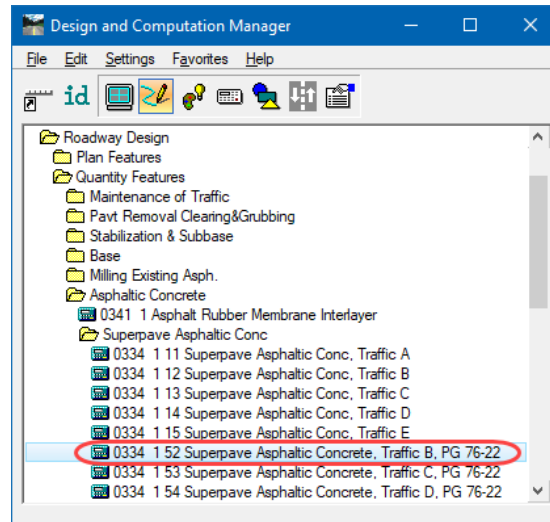 Design and Computation Manager
File Edit Settings Favorites Help
id
Roadway Design
Plan Features
Quantity Features
Maintenance of Traffic
Pavt Removal Clearing&Grubbing
Stabilization & Subbase
Base
Milling Existing Asph.
Asphaltic Concrete
0341 1 Asphalt Rubber Membrane Interlayer
Superpave Asphaltic Conc
0334 1 11 Superpave Asphaltic Conc, Traffic A
0334 1 12 Superpave Asphaltic Conc, Traffic B
0334 1 13 Superpave Asphaltic Conc, Traffic C
0334 1 14 Superpave Asphaltic Conc, Traffic D
0334 1 15 Superpave Asphaltic Conc, Traffic E
0334 1 52 Superpave Asphaltic Concrete, Traffic B, PG 76-22
0334 1 53 Superpave Asphaltic Concrete, Traffic C, PG 76-22
0334 1 54 Superpave Asphaltic Concrete, Traffic D, PG 76-22